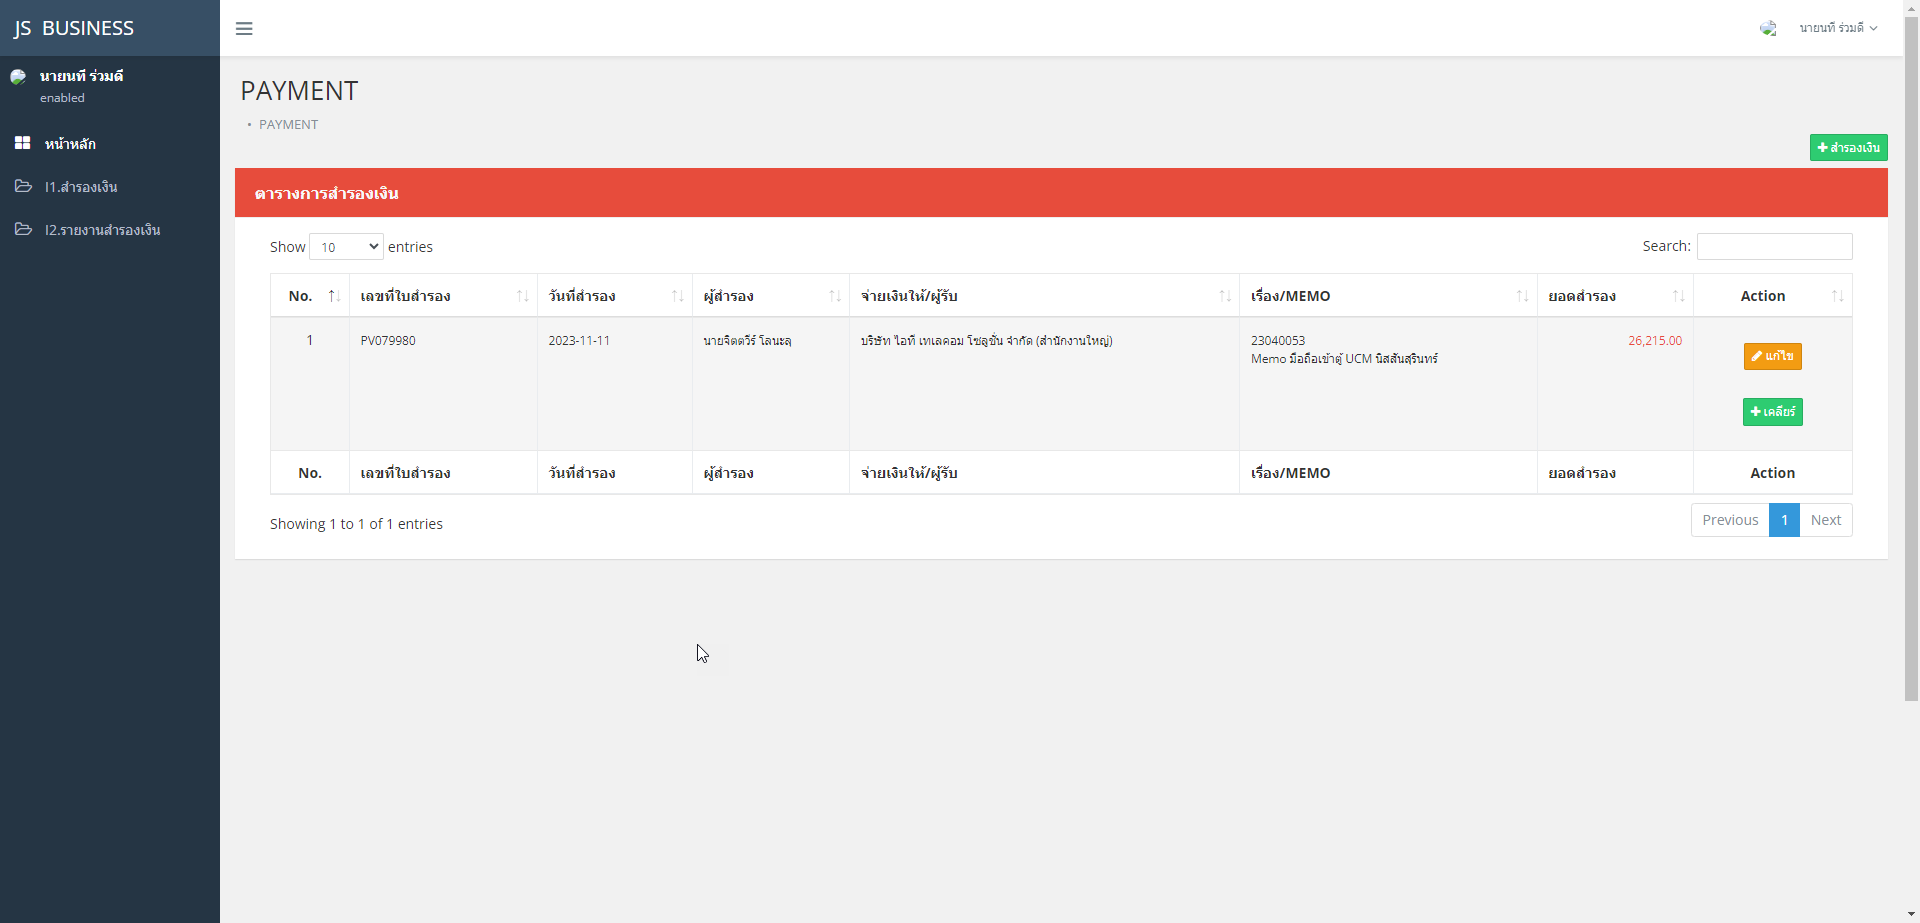 JS BUSINESS
นายนที ร่วมดี
นายนที ร่วมดี
enabled
หน้าหลัก
I1.สำรองเงิน
I2.รายงานสำรองเงิน
PAYMENT
• PAYMENT
สำรองเงิน
ตารางการสำรองเงิน
Show 10 entries
Search:
No. เลขที่ใบสำรอง วันที่สำรอง ผู้สำรอง จ่ายเงินให้/ผู้รับ เรื่อง/MEMO ยอดสำรอง Action
1 PV079980 2023-11-11 นายจิตตวีร์ โลนะลุ บริษัท ไอที เทเลคอม โซลูชั่น จำกัด (สำนักงานใหญ่) 23040053 26,215.00
Memo มือถือเข้าตู้ UCM นิสสันสุรินทร์
แก้ไข
เคลียร์
No. เลขที่ใบสำรอง วันที่สำรอง ผู้สำรอง จ่ายเงินให้/ผู้รับ เรื่อง/MEMO ยอดสำรอง Action
Showing 1 to 1 of 1 entries
Previous 1 Next